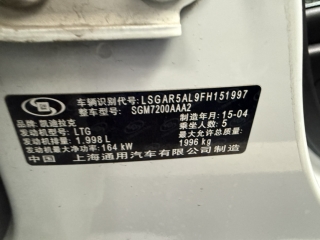 车辆识别代号: LSGAR5AL9FH151997
整车型号: SGM7200AAA2
品牌: 凯迪拉克
制造年月: 15-04
发动机型号: LTG
乘坐人数: 5
发动机排量: 1.998 L
最大允许总质量: 1996 kg
发动机最大净功率: 164 kW
中国 上海通用汽车有限公司制造